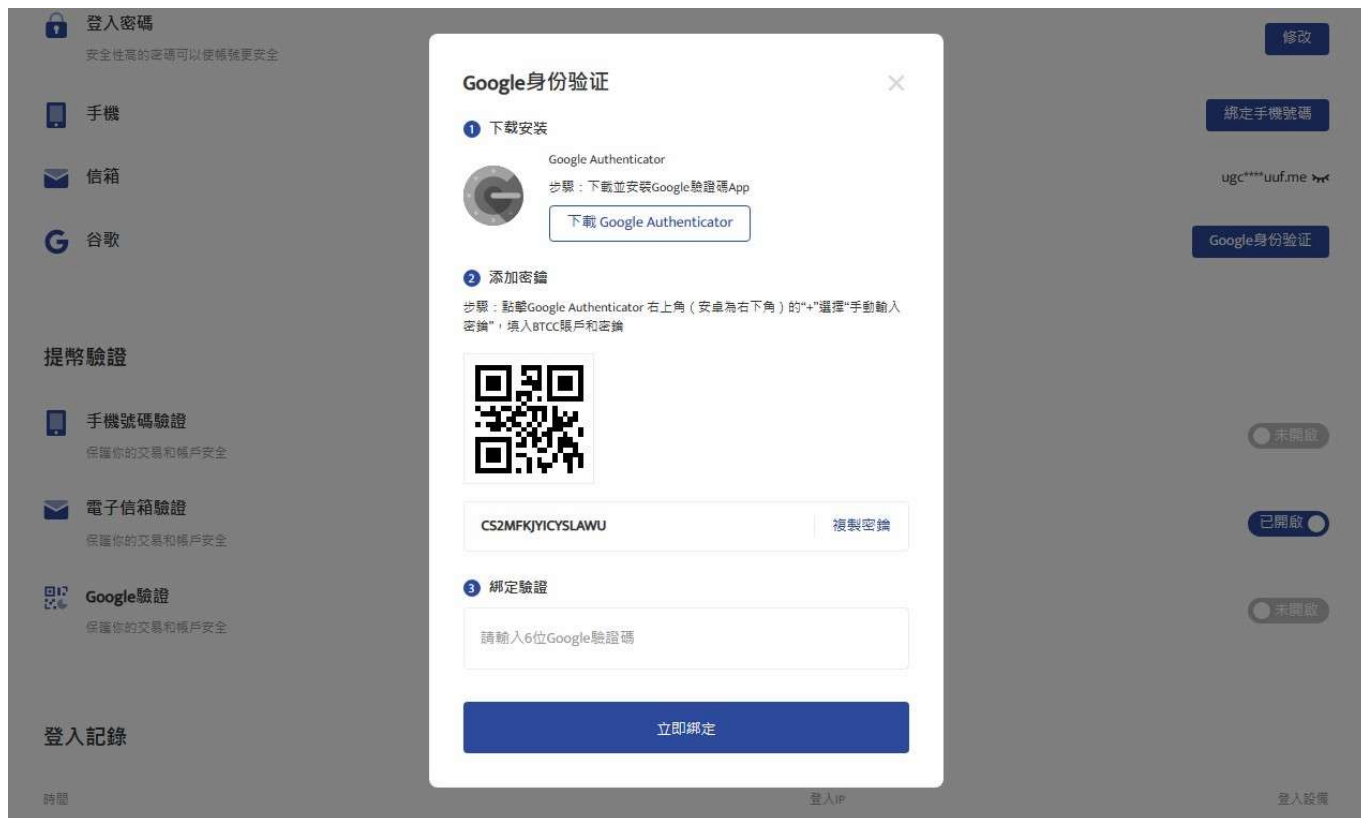 登入密碼
安全性高的密碼可以使帳號更安全
修改
手機
綁定手機號碼
信箱
ugc****uuf.me
谷歌
Google身份验证
提幣驗證
手機號碼驗證
保護你的交易和帳戶安全
未開啟
電子信箱驗證
保護你的交易和帳戶安全
已開啟
Google驗證
保護你的交易和帳戶安全
未開啟
登入記錄
時間
登入IP
登入設備
Google身份验证
1 下载安装
Google Authenticator
步驟：下載並安裝Google驗證碼App
下載 Google Authenticator
2 添加密鑰
步驟：點擊Google Authenticator 右上角（安卓為右下角）的“+”選擇“手動輸入
密鑰”，填入BTCC賬戶和密鑰
CS2MFKJYICYSLAWU
複製密鑰
3 綁定驗證
請輸入6位Google驗證碼
立即綁定